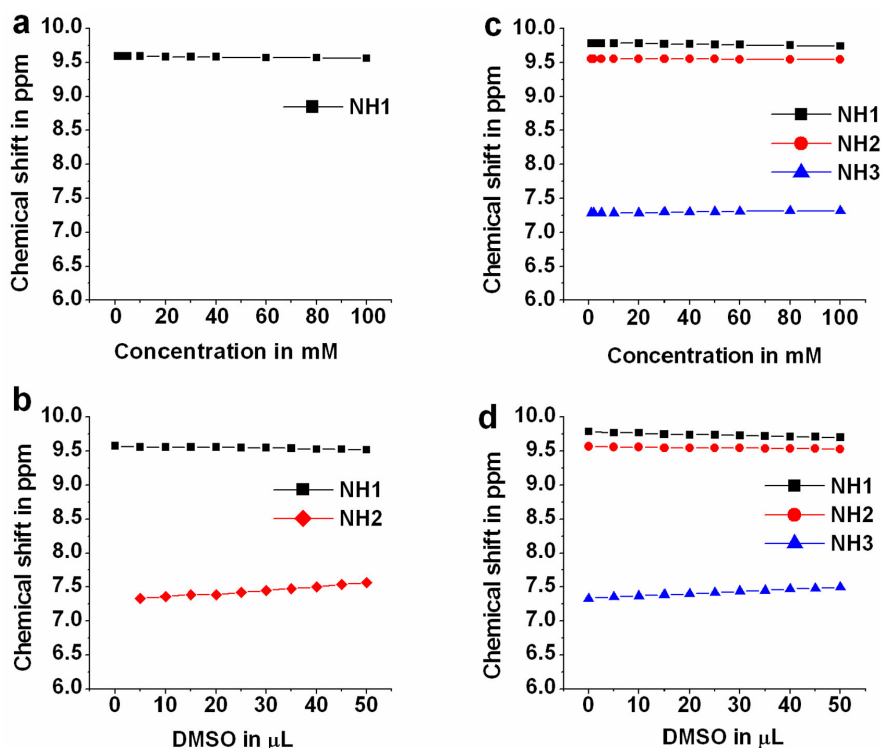 a
10.0
9.5
9.0
8.5
8.0
7.5
7.0
6.5
6.0
Chemical shift in ppm
NH1
0 20 40 60 80 100
Concentration in mM
c
10.0
9.5
9.0
8.5
8.0
7.5
7.0
6.5
6.0
Chemical shift in ppm
NH1
NH2
NH3
0 20 40 60 80 100
Concentration in mM
b
10.0
9.5
9.0
8.5
8.0
7.5
7.0
6.5
6.0
Chemical shift in ppm
NH1
NH2
0 10 20 30 40 50
DMSO in μL
d
10.0
9.5
9.0
8.5
8.0
7.5
7.0
6.5
6.0
Chemical shift in ppm
NH1
NH2
NH3
0 10 20 30 40 50
DMSO in μL